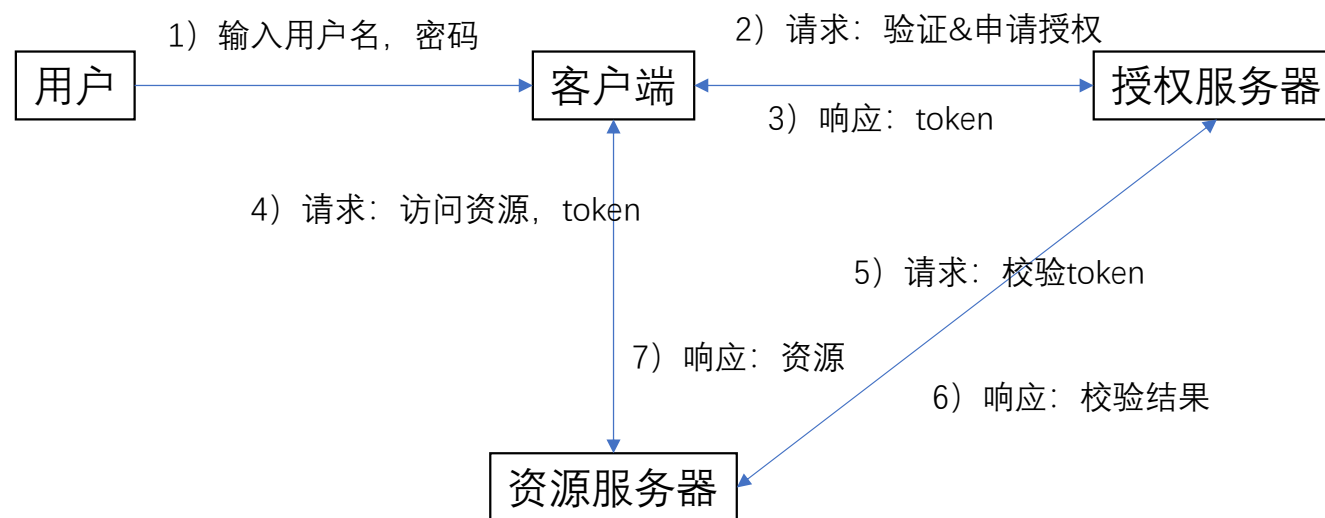 1）输入用户名，密码
2）请求：验证&申请授权
用户
客户端
授权服务器
3）响应：token
4）请求：访问资源，token
5）请求：校验token
7）响应：资源
6）响应：校验结果
资源服务器